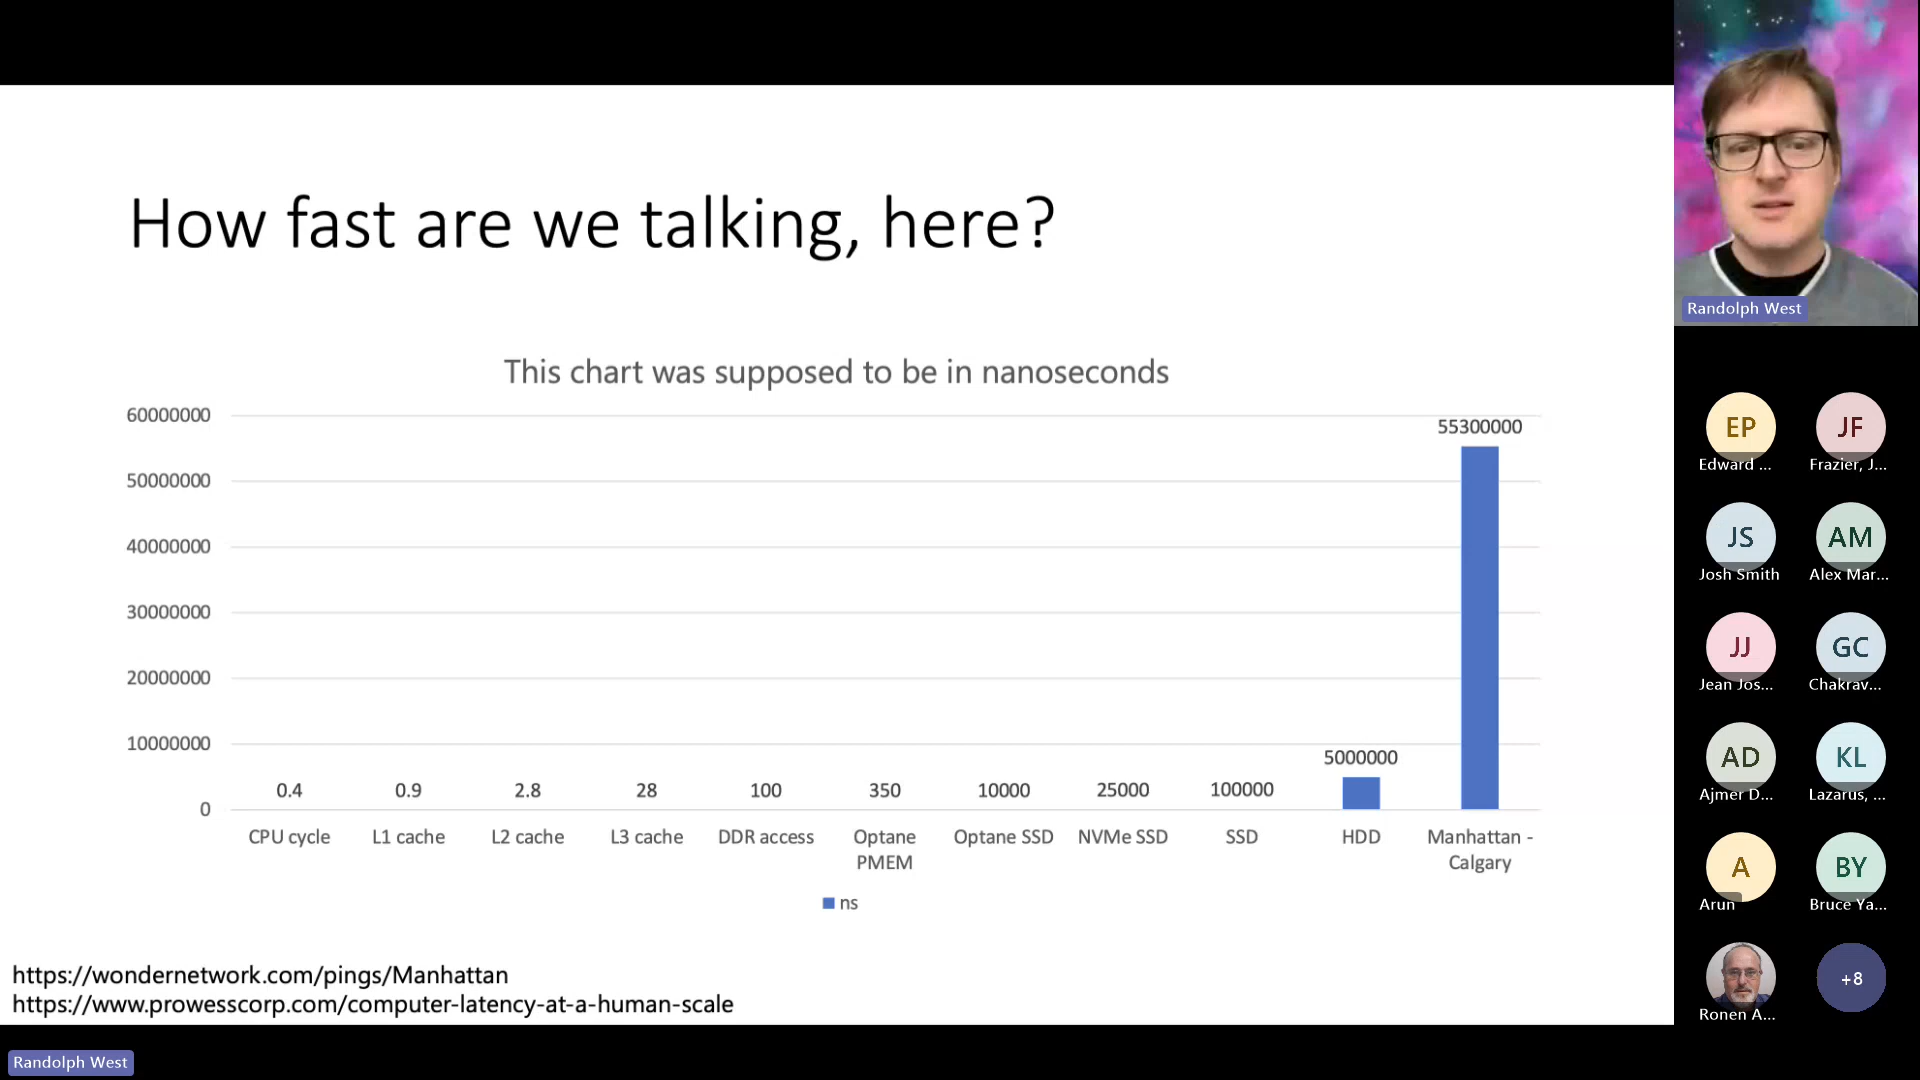 How fast are we talking, here?
This chart was supposed to be in nanoseconds
60000000
50000000
40000000
30000000
20000000
10000000
0
0.4
0.9
2.8
28
100
350
10000
25000
100000
5000000
55300000
CPU cycle
L1 cache
L2 cache
L3 cache
DDR access
Optane
PMEM
Optane SSD
NVMe SSD
SSD
HDD
Manhattan -
Calgary
ns
https://wondernetwork.com/pings/Manhattan
https://www.prowesscorp.com/computer-latency-at-a-human-scale
Randolph West
Randolph West
EP
Edward ...
JF
Frazier, J...
JS
Josh Smith
AM
Alex Mar...
JJ
Jean Jos...
GC
Chakrav...
AD
Ajmer D...
KL
Lazarus, ...
A
Arun
BY
Bruce Ya...
Ronen A...
+8